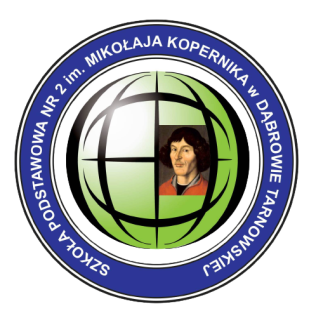 SZKOŁA PODSTAWOWA NR 2 im. MIKOŁAJA KOPERNIKA w DĄBROWIE TARNOWSKIEJ